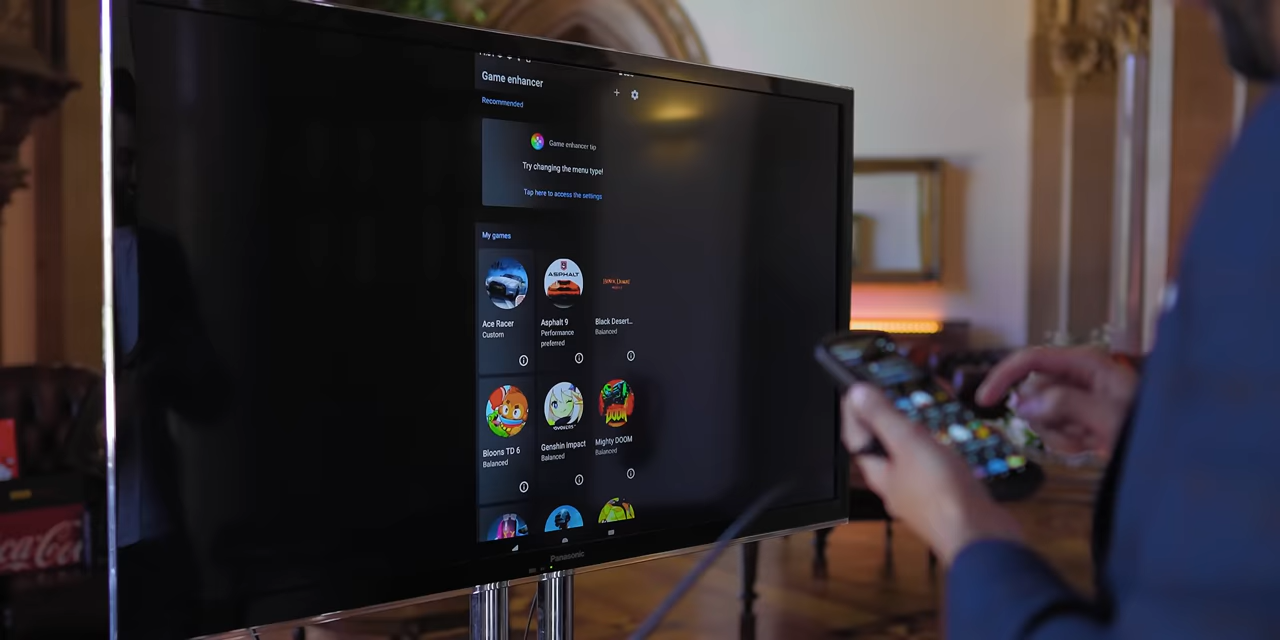 Game enhancer
Recommended
Game enhancer tip
Try changing the menu type!
Tap here to access the settings
My games
ASPHALT
Ace Racer
Custom
Asphalt 9
Performance
preferred
Black Desert...
Balanced
DOOM
Bloons TD 6
Balanced
Genshin Impact
Balanced
Mighty DOOM
Balanced
Panasonic